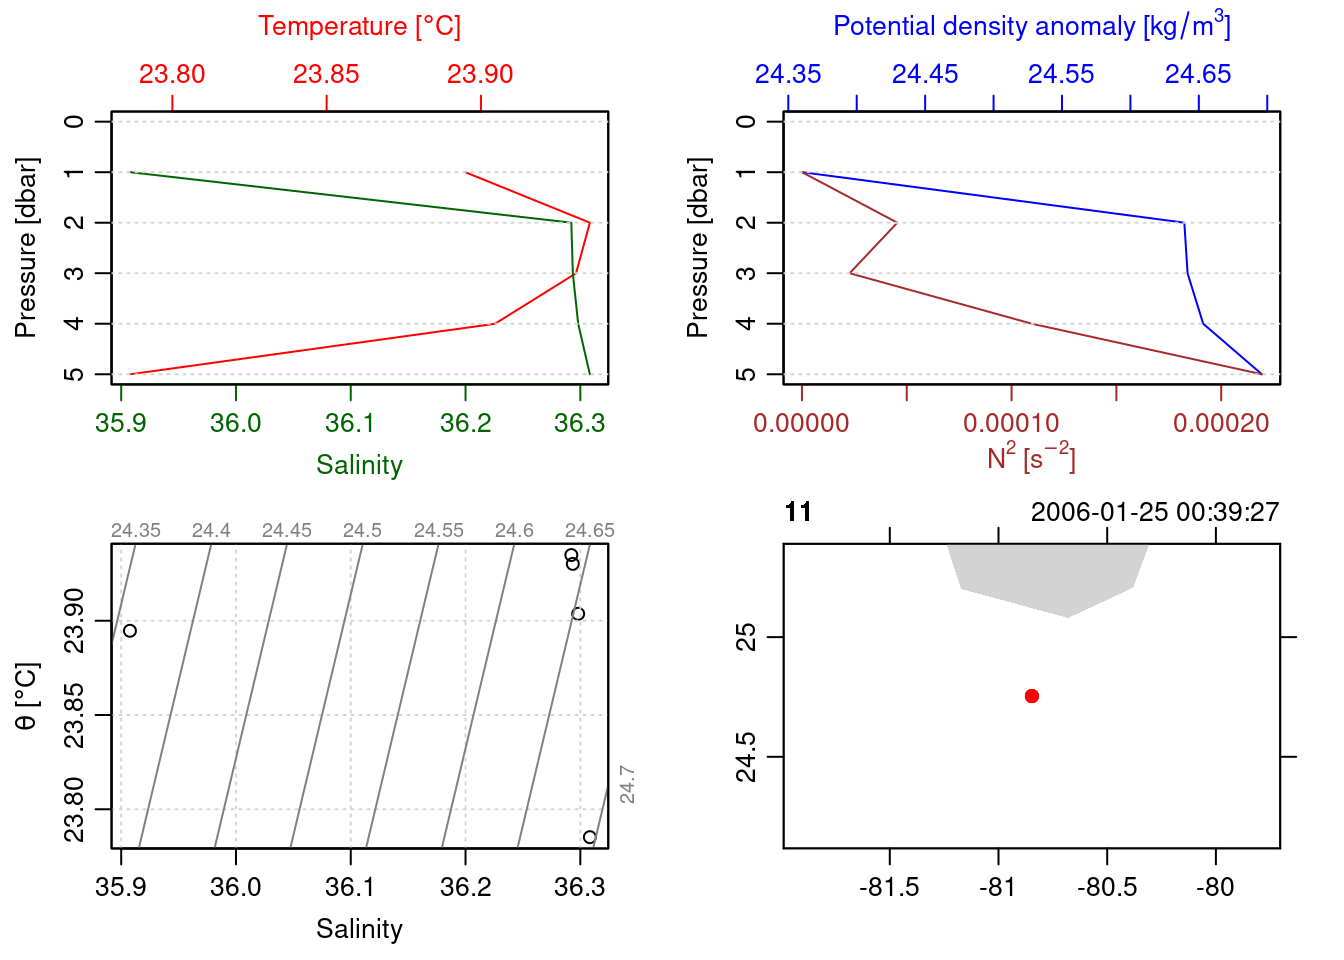 Temperature [°C]
23.80 23.85 23.90
0
1
2
3
4
5
Pressure [dbar]
35.9 36.0 36.1 36.2 36.3
Salinity
Potential density anomaly [kg/m³]
24.35 24.45 24.55 24.65
0
1
2
3
4
5
Pressure [dbar]
0.00000 0.00010 0.00020
N² [s⁻²]
24.35 24.4 24.45 24.5 24.55 24.6 24.65
24.7
23.90
23.85
23.80
θ [°C]
35.9 36.0 36.1 36.2 36.3
Salinity
11 2006-01-25 00:39:27
25
24.5
-81.5 -81 -80.5 -80